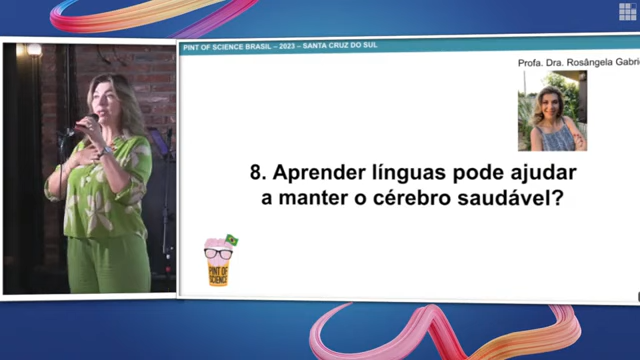 PINT OF SCIENCE BRASIL – 2023 – SANTA CRUZ DO SUL
Profa. Dra. Rosângela Gabri
8. Aprender línguas pode ajudar
a manter o cérebro saudável?
PINT OF
SCIENCE